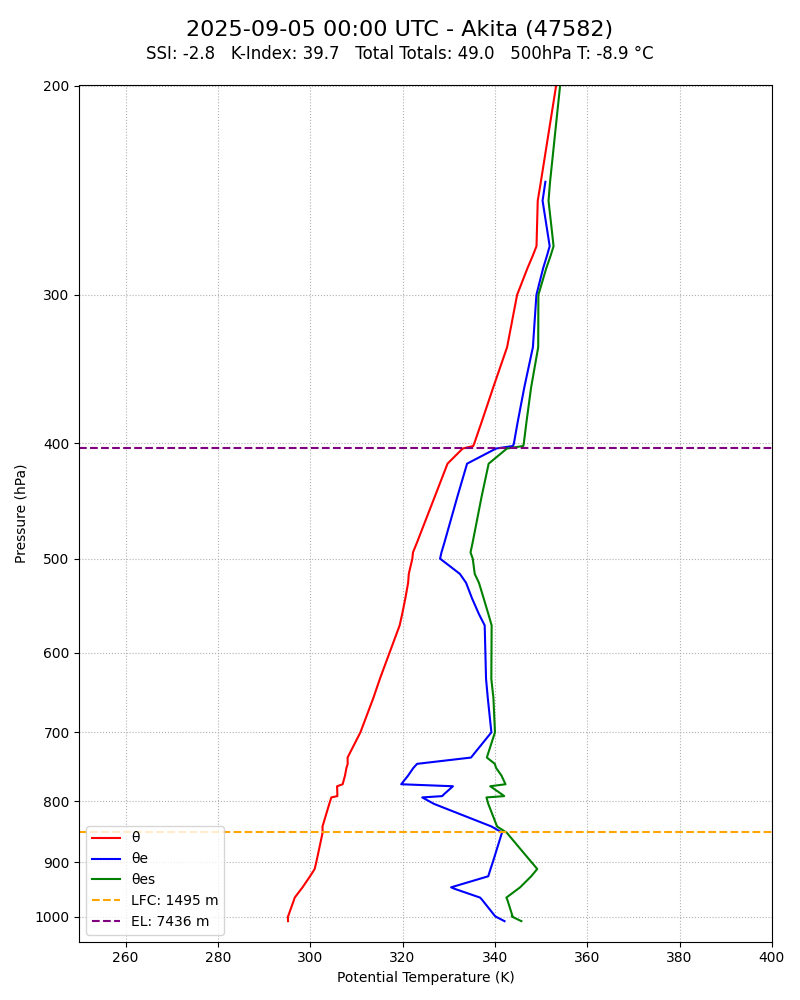 2025-09-05 00:00 UTC - Akita (47582)
SSI: -2.8   K-Index: 39.7   Total Totals: 49.0   500hPa T: -8.9 °C
200
300
400
500
600
700
800
900
1000
Pressure (hPa)
θ
θe
θes
LFC: 1495 m
EL: 7436 m
260
280
300
320
340
360
380
400
Potential Temperature (K)